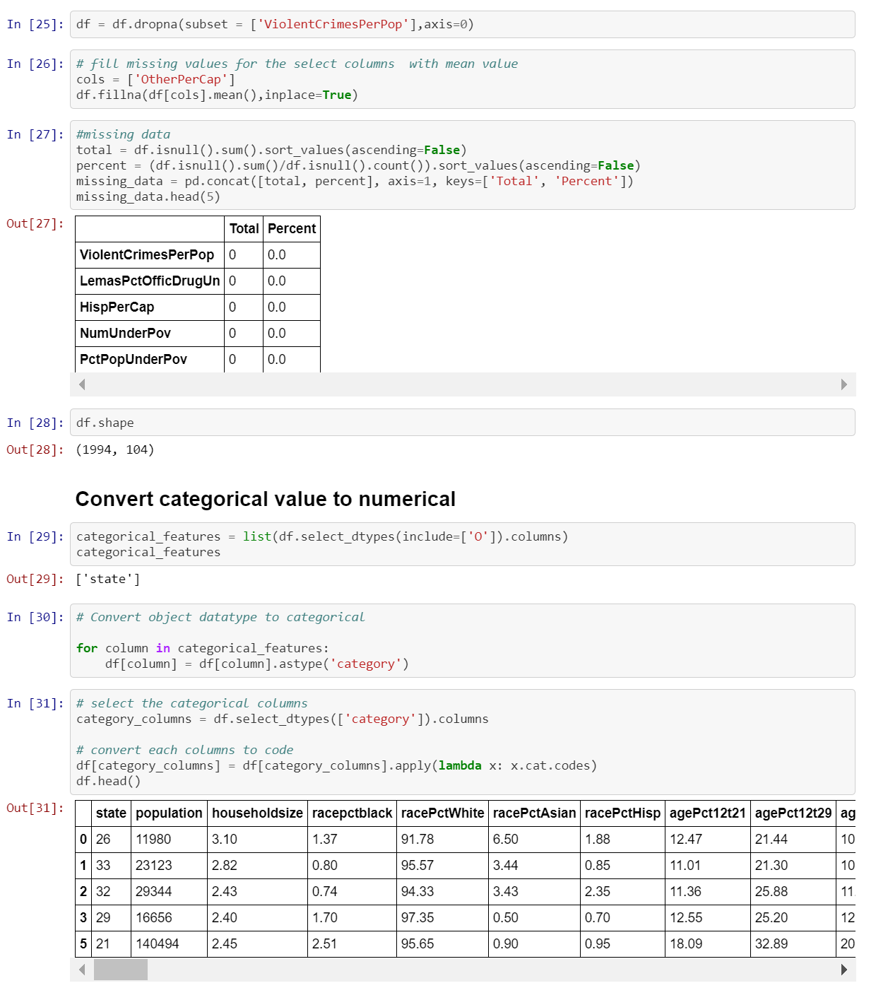 In [25]: df = df.dropna(subset = ['ViolentCrimesPerPop'],axis=0)
In [26]: # fill missing values for the select columns  with mean value
cols = ['OtherPerCap']
df.fillna(df[cols].mean(),inplace=True)
In [27]: #missing data
total = df.isnull().sum().sort_values(ascending=False)
percent = (df.isnull().sum()/df.isnull().count()).sort_values(ascending=False)
missing_data = pd.concat([total, percent], axis=1, keys=['Total', 'Percent'])
missing_data.head(5)
Out[27]: Total Percent
ViolentCrimesPerPop 0 0.0
LemasPctOfficDrugUn 0 0.0
HispPerCap 0 0.0
NumUnderPov 0 0.0
PctPopUnderPov 0 0.0
In [28]: df.shape
Out[28]: (1994, 104)
Convert categorical value to numerical
In [29]: categorical_features = list(df.select_dtypes(include=['O']).columns)
categorical_features
Out[29]: ['state']
In [30]: # Convert object datatype to categorical
for column in categorical_features:
    df[column] = df[column].astype('category')
In [31]: # select the categorical columns
category_columns = df.select_dtypes(['category']).columns
# convert each columns to code
df[category_columns] = df[category_columns].apply(lambda x: x.cat.codes)
df.head()
Out[31]: state population householdsize racepctblack racePctWhite racePctAsian racePctHisp agePct12t21 agePct12t29 ag
0 26 11980 3.10 1.37 91.78 6.50 1.88 12.47 21.44 10
1 33 23123 2.82 0.80 95.57 3.44 0.85 11.01 21.30 10
2 32 29344 2.43 0.74 94.33 3.43 2.35 11.36 25.88 11.
3 29 16656 2.40 1.70 97.35 0.50 0.70 12.55 25.20 12
5 21 140494 2.45 2.51 95.65 0.90 0.95 18.09 32.89 20